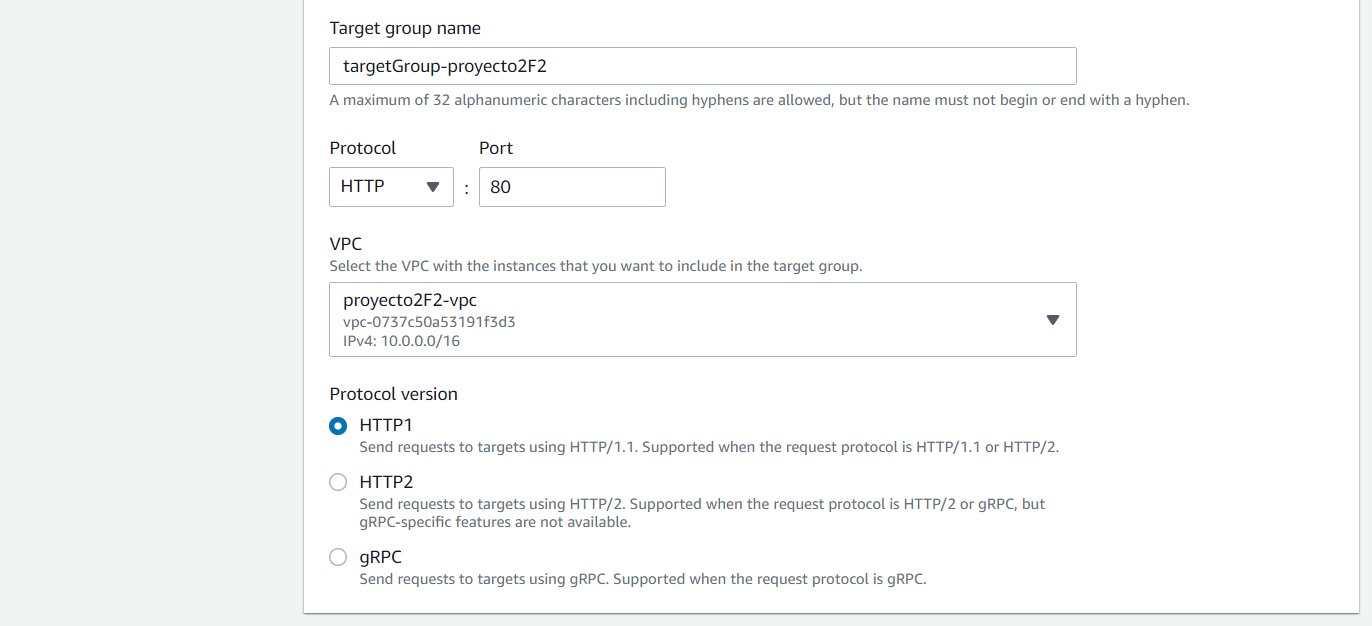 Target group name
targetGroup-proyecto2F2
A maximum of 32 alphanumeric characters including hyphens are allowed, but the name must not begin or end with a hyphen.
Protocol Port
HTTP : 80
VPC
Select the VPC with the instances that you want to include in the target group.
proyecto2F2-vpc
vpc-0737c50a53191f3d3
IPv4: 10.0.0.0/16
Protocol version
HTTP1
Send requests to targets using HTTP/1.1. Supported when the request protocol is HTTP/1.1 or HTTP/2.
HTTP2
Send requests to targets using HTTP/2. Supported when the request protocol is HTTP/2 or gRPC, but
gRPC-specific features are not available.
gRPC
Send requests to targets using gRPC. Supported when the request protocol is gRPC.